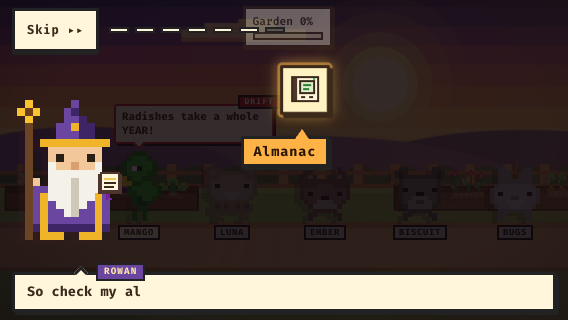 Skip ▸▸
Garden 0%
DRIFT
Radishes take a whole
YEAR!
Almanac
MANGO
LUNA
EMBER
BISCUIT
BUGS
ROWAN
So check my al